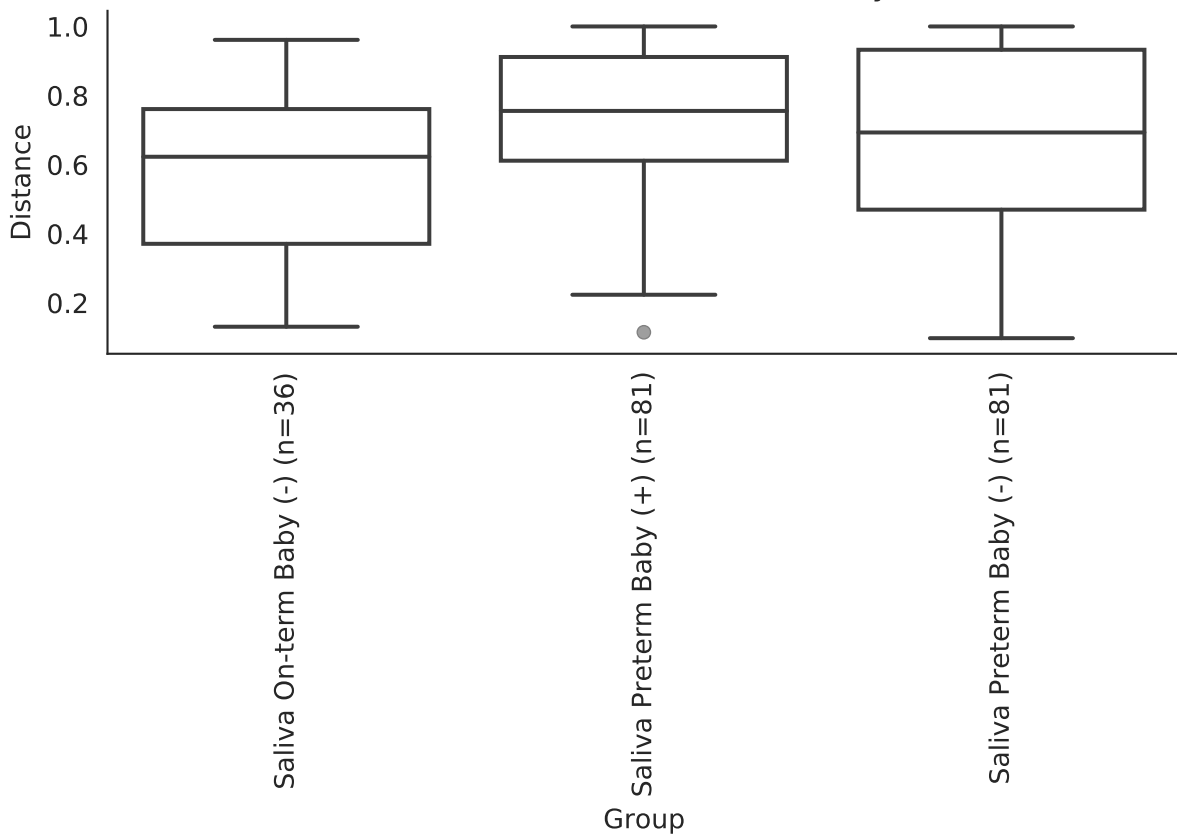 1.0
0.8
0.6
0.4
0.2
Distance
Saliva On-term Baby (-) (n=36)
Saliva Preterm Baby (+) (n=81)
Saliva Preterm Baby (-) (n=81)
Group